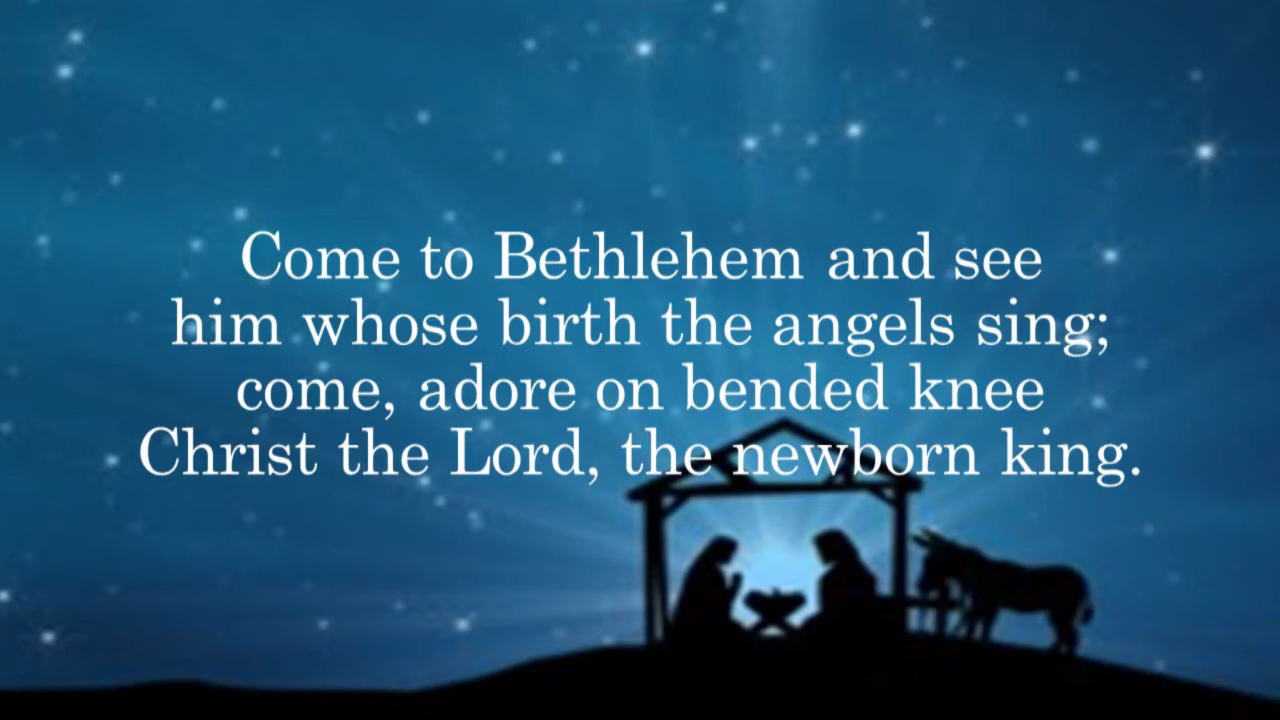 Come to Bethlehem and see
him whose birth the angels sing;
come, adore on bended knee
Christ the Lord, the newborn king.